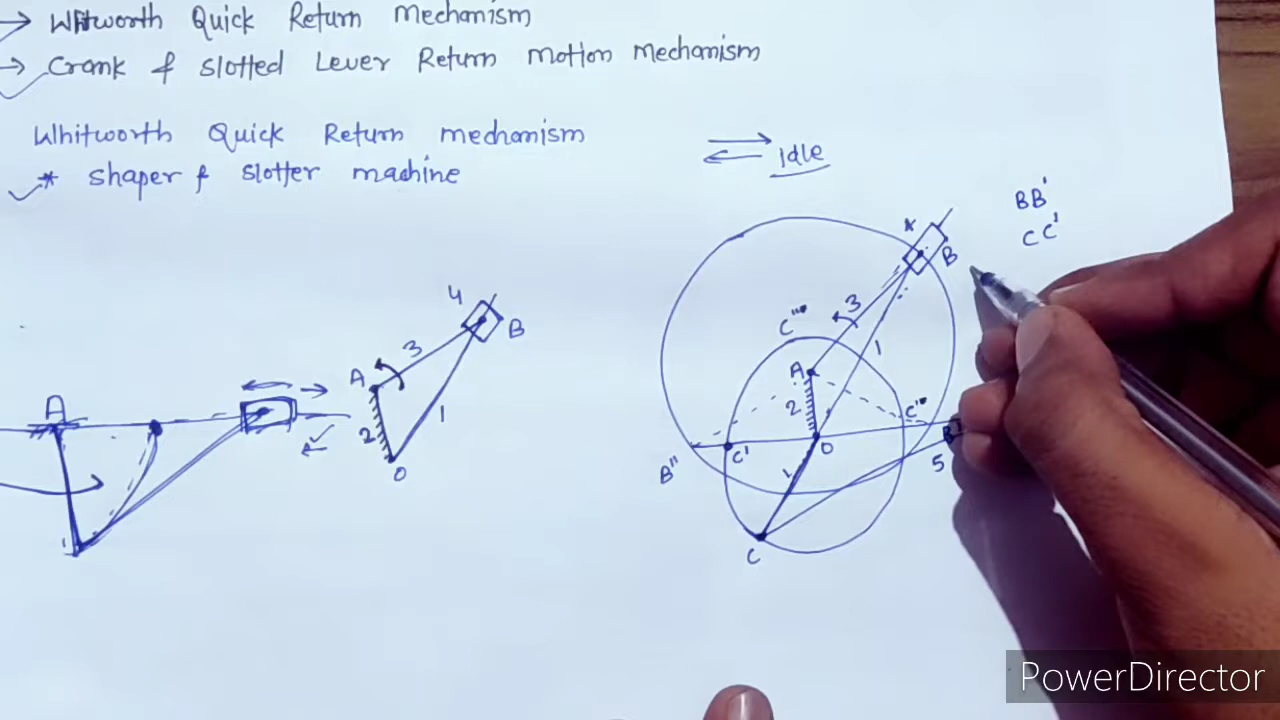 → Whitworth Quick Return Mechanism
→ Crank & Slotted Lever Return Motion Mechanism
Whitworth Quick Return mechanism
* shaper & slotter machine
Idle
BB'
CC'
A
4
B
3
A
2
1
O
B
3
C'''
1
A
2
C''
B''
C'
O
B'
5
1
C
PowerDirector